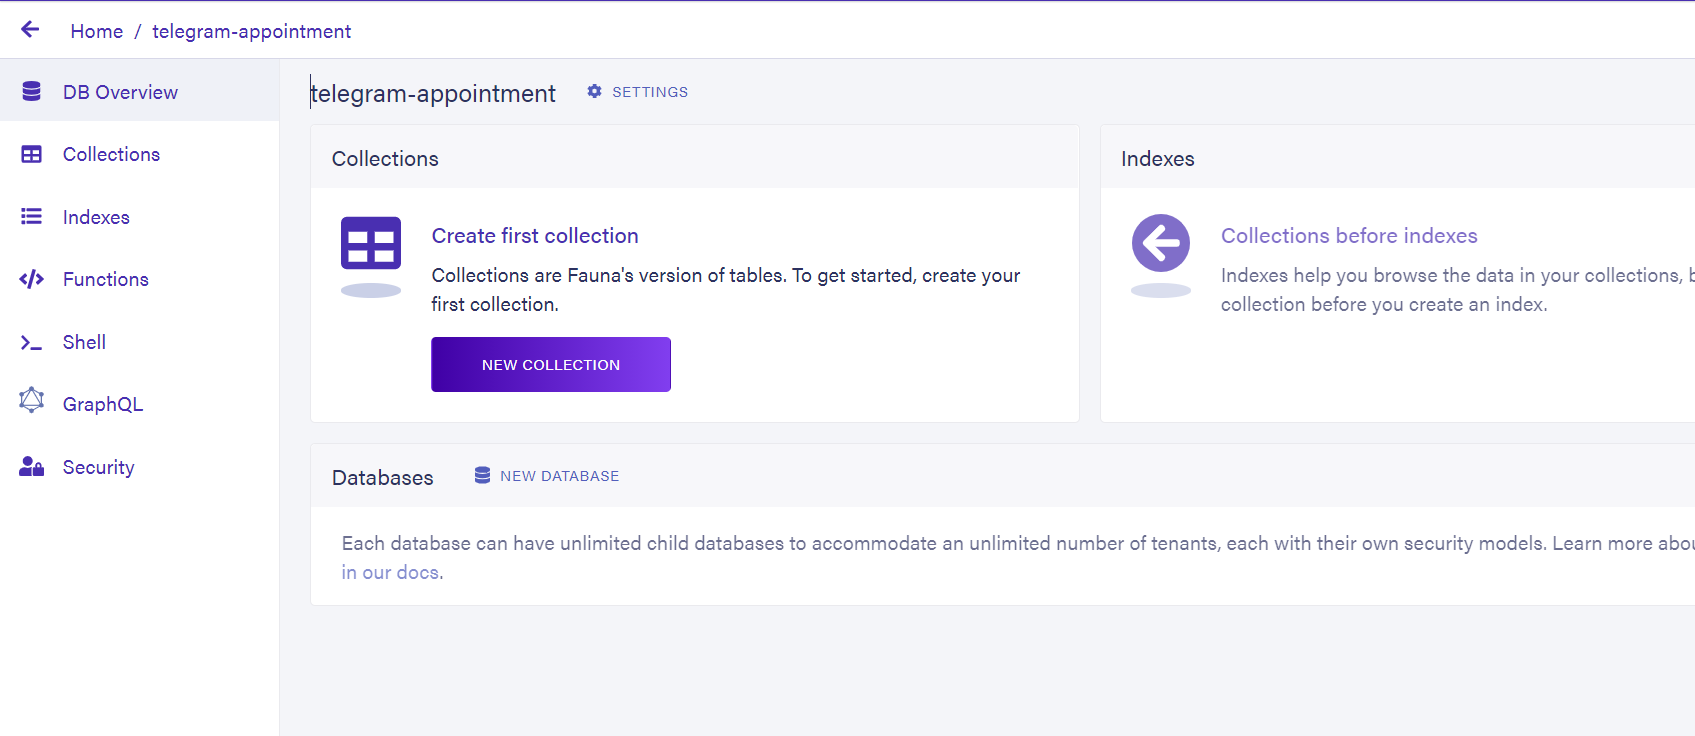 Home / telegram-appointment
DB Overview
Collections
Indexes
Functions
Shell
GraphQL
Security
telegram-appointment
SETTINGS
Collections
Create first collection
Collections are Fauna's version of tables. To get started, create your
first collection.
NEW COLLECTION
Indexes
Collections before indexes
Indexes help you browse the data in your collections,
collection before you create an index.
Databases
NEW DATABASE
Each database can have unlimited child databases to accommodate an unlimited number of tenants, each with their own security models. Learn more
in our docs.